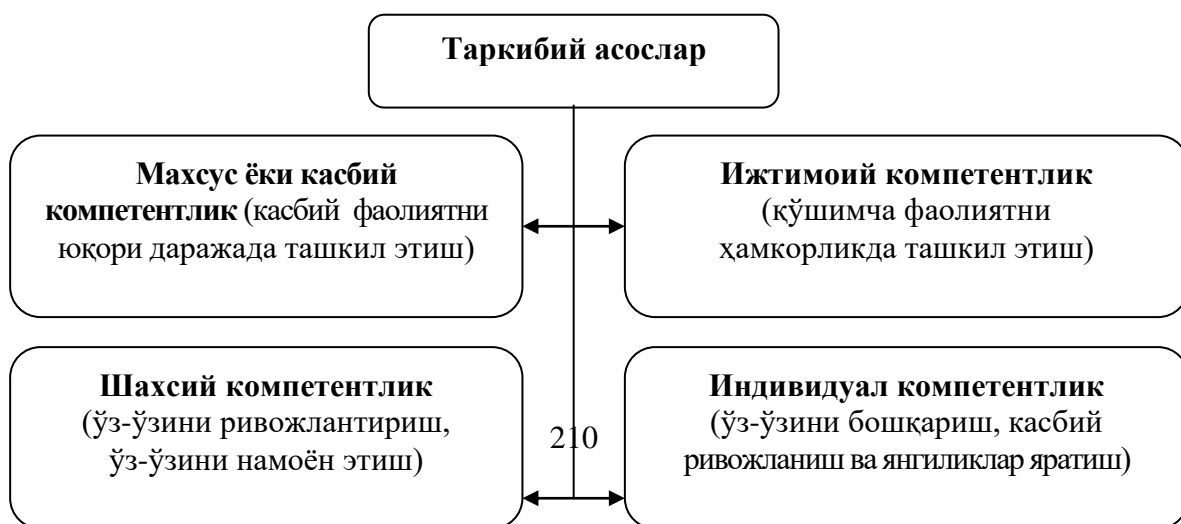 Таркибий асослар
Махсус ёки касбий
компетентлик (касбий фаолиятни
юқори даражада ташкил этиш)
Ижтимоий компетентлик
(қўшимча фаолиятни
ҳамкорликда ташкил этиш)
Шахсий компетентлик
(ўз-ўзини ривожлантириш,
ўз-ўзини намоён этиш)
210
Индивидуал компетентлик
(ўз-ўзини бошқариш, касбий
ривожланиш ва янгиликлар яратиш)